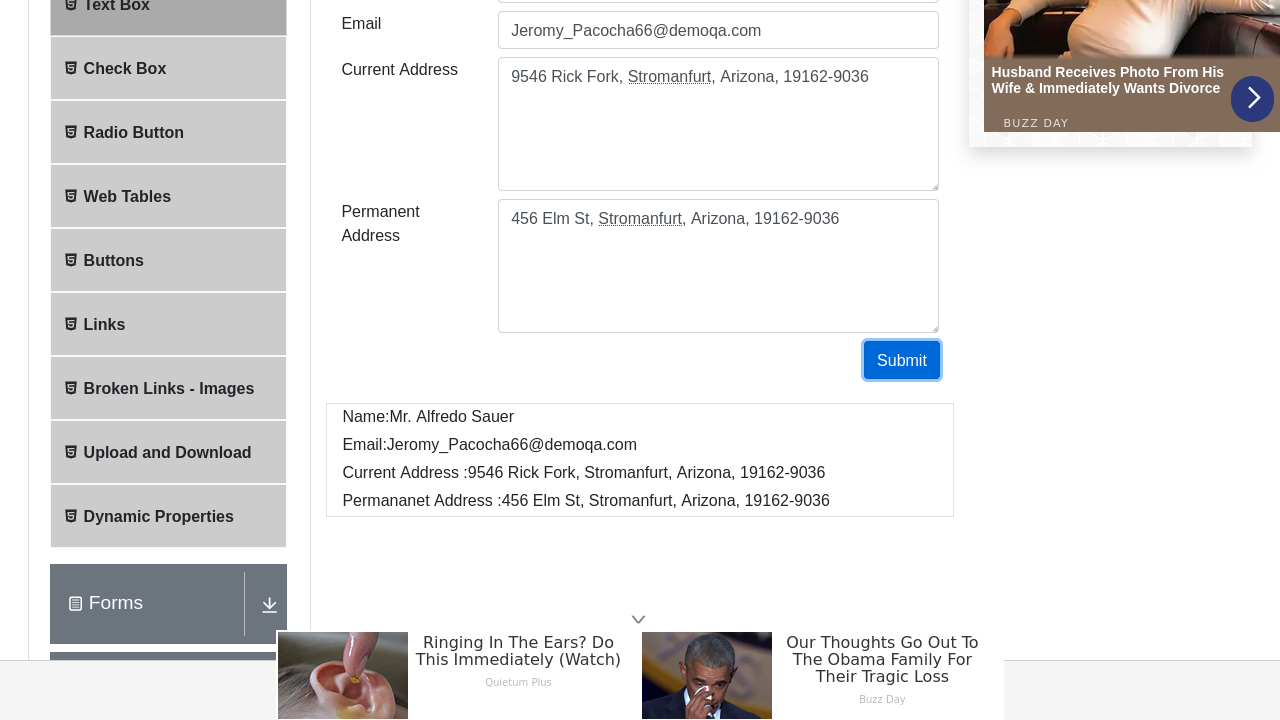 Text Box
Check Box
Radio Button
Web Tables
Buttons
Links
Broken Links - Images
Upload and Download
Dynamic Properties
Forms
Email
Jeromy_Pacocha66@demoqa.com
Current Address
9546 Rick Fork, Stromanfurt, Arizona, 19162-9036
Permanent
Address
456 Elm St, Stromanfurt, Arizona, 19162-9036
Submit
Name:Mr. Alfredo Sauer
Email:Jeromy_Pacocha66@demoqa.com
Current Address :9546 Rick Fork, Stromanfurt, Arizona, 19162-9036
Permananet Address :456 Elm St, Stromanfurt, Arizona, 19162-9036
Husband Receives Photo From His
Wife & Immediately Wants Divorce
BUZZ DAY
Ringing In The Ears? Do
This Immediately (Watch)
Quietum Plus
Our Thoughts Go Out To
The Obama Family For
Their Tragic Loss
Buzz Day